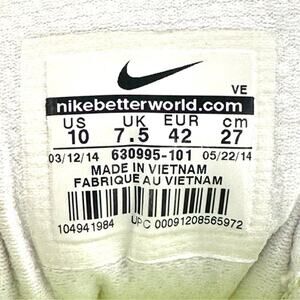 VE
nikebetterworld.com
US UK EUR cm
10 7.5 42 27
03/12/14 630995-101 05/22/14
MADE IN VIETNAM
FABRIQUE AU VIETNAM
104941984 UPC 00091208565972